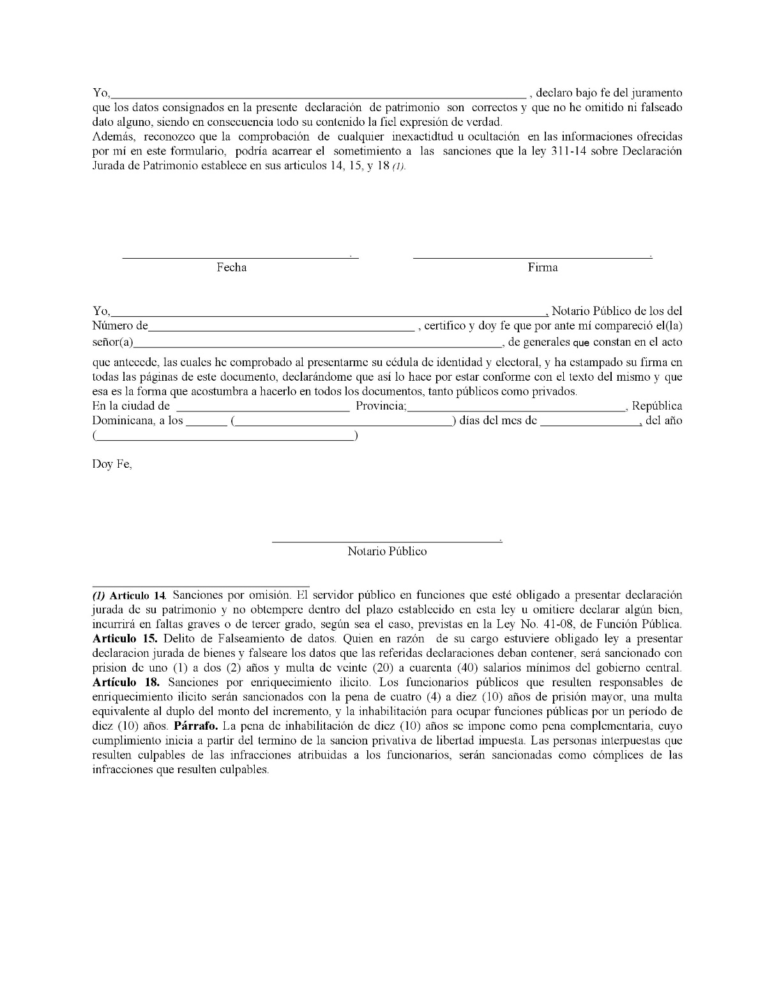 Yo,____________________ , declaro bajo fe del juramento
que los datos consignados en la presente declaración de patrimonio son correctos y que no he omitido ni falseado
dato alguno, siendo en consecuencia todo su contenido la fiel expresión de verdad.
Además, reconozco que la comprobación de cualquier inexactidtud u ocultación en las informaciones ofrecidas
por mí en este formulario, podría acarrear el sometimiento a las sanciones que la ley 311-14 sobre Declaración
Jurada de Patrimonio establece en sus articulos 14, 15, y 18 (1).
Fecha Firma
Yo,____________________, Notario Público de los del
Número de____________________ , certifico y doy fe que por ante mí compareció el(la)
señor(a)____________________, de generales que constan en el acto
que antecede, las cuales he comprobado al presentarme su cédula de identidad y electoral, y ha estampado su firma en
todas las páginas de este documento, declarándome que así lo hace por estar conforme con el texto del mismo y que
esa es la forma que acostumbra a hacerlo en todos los documentos, tanto públicos como privados.
En la ciudad de ____________________ Provincia;____________________, República
Dominicana, a los ______ (____________________) días del mes de ______________, del año
(____________________)
Doy Fe,
Notario Público
(1) Articulo 14. Sanciones por omisión. El servidor público en funciones que esté obligado a presentar declaración
jurada de su patrimonio y no obtempere dentro del plazo establecido en esta ley u omitiere declarar algún bien,
incurrirá en faltas graves o de tercer grado, según sea el caso, previstas en la Ley No. 41-08, de Función Pública.
Articulo 15. Delito de Falseamiento de datos. Quien en razón de su cargo estuviere obligado ley a presentar
declaracion jurada de bienes y falseare los datos que las referidas declaraciones deban contener, será sancionado con
prision de uno (1) a dos (2) años y multa de veinte (20) a cuarenta (40) salarios mínimos del gobierno central.
Artículo 18. Sanciones por enriquecimiento ilicito. Los funcionarios públicos que resulten responsables de
enriquecimiento ilicito serán sancionados con la pena de cuatro (4) a diez (10) años de prisión mayor, una multa
equivalente al duplo del monto del incremento, y la inhabilitación para ocupar funciones públicas por un período de
diez (10) años. Párrafo. La pena de inhabilitación de diez (10) años se impone como pena complementaria, cuyo
cumplimiento inicia a partir del termino de la sancion privativa de libertad impuesta. Las personas interpuestas que
resulten culpables de las infracciones atribuidas a los funcionarios, serán sancionadas como cómplices de las
infracciones que resulten culpables.